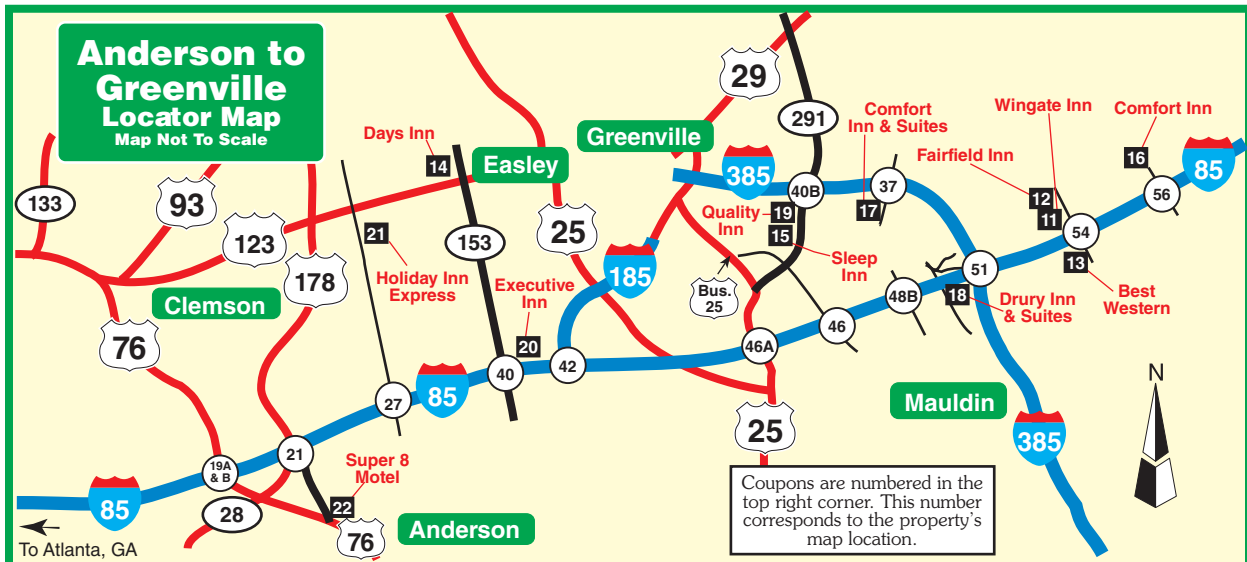 Anderson to
Greenville
Locator Map
Map Not To Scale
133
93
123
178
76
Clemson
Days Inn
14
Easley
153
21
Holiday Inn
Express
Executive
Inn
20
25
185
Greenville
29
291
385
40B
Quality
Inn
19
15
Sleep
Inn
Bus.
25
Comfort
Inn & Suites
37
17
Wingate Inn
Fairfield Inn
12
11
54
13
Best
Western
Comfort Inn
16
85
56
51
18
Drury Inn
& Suites
48B
46
46A
42
40
85
27
21
19A
& B
85
28
Super 8
Motel
22
76
Anderson
To Atlanta, GA
25
Mauldin
385
N
Coupons are numbered in the
top right corner. This number
corresponds to the property's
map location.